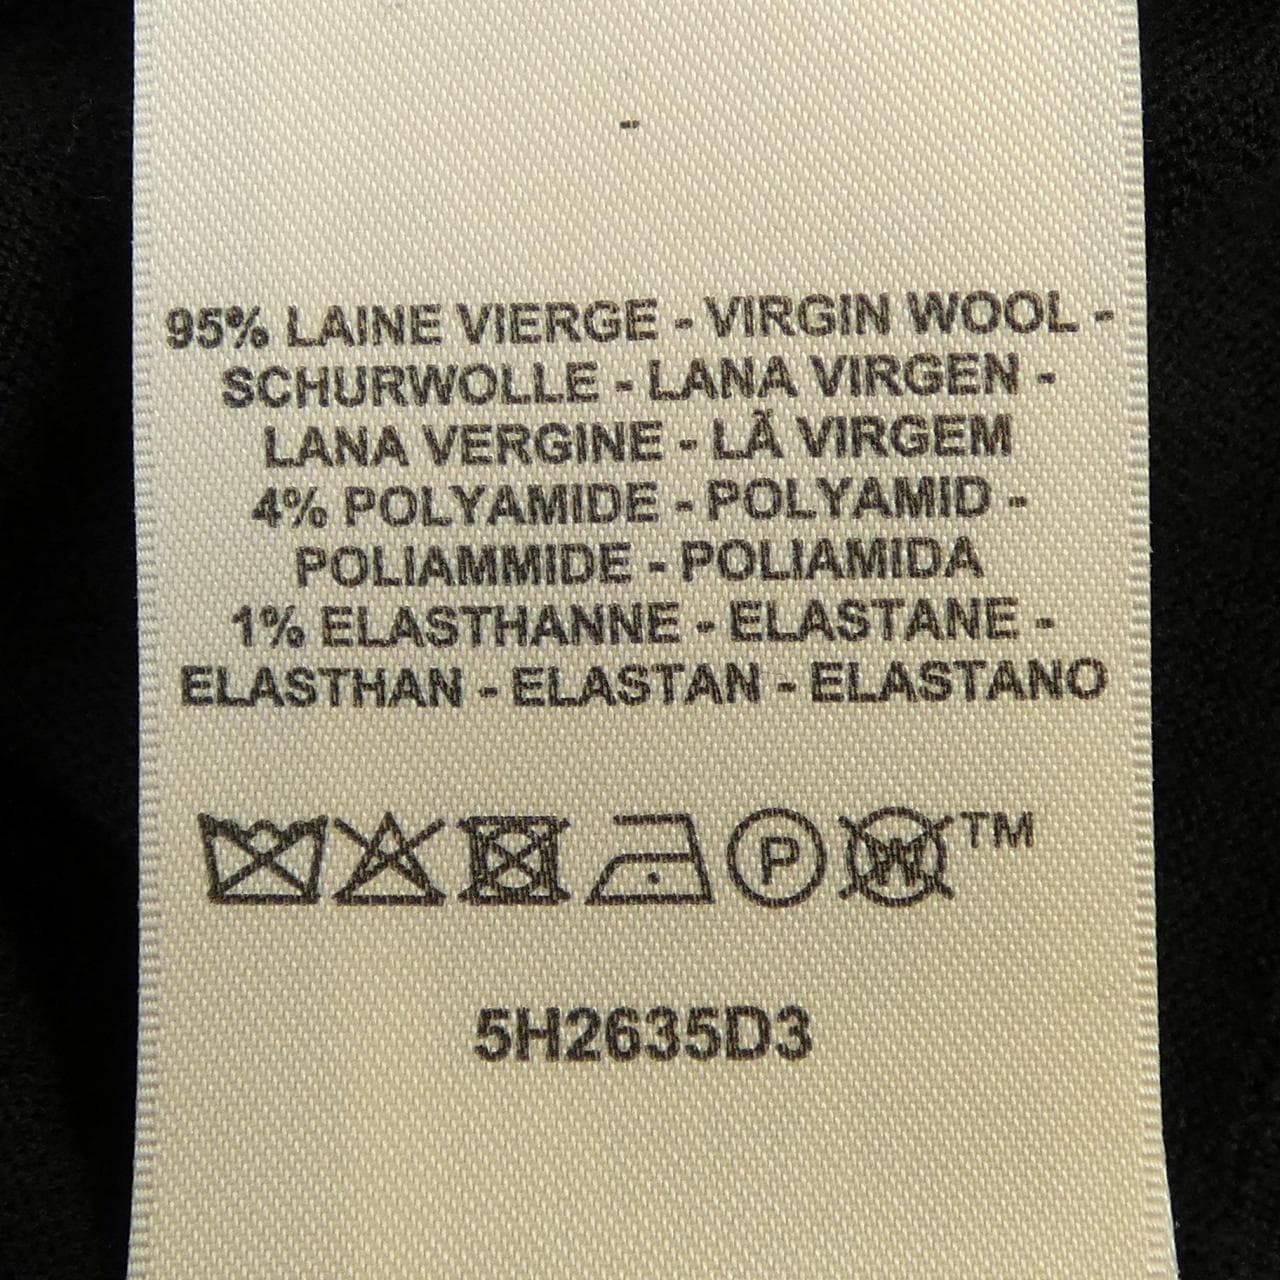 -
95% LAINE VIERGE - VIRGIN WOOL -
SCHURWOLLE - LANA VIRGEN -
LANA VERGINE - LÃ VIRGEM
4% POLYAMIDE - POLYAMID -
POLIAMMIDE - POLIAMIDA
1% ELASTHANNE - ELASTANE -
ELASTHAN - ELASTAN - ELASTANO
P W TM
5H2635D3